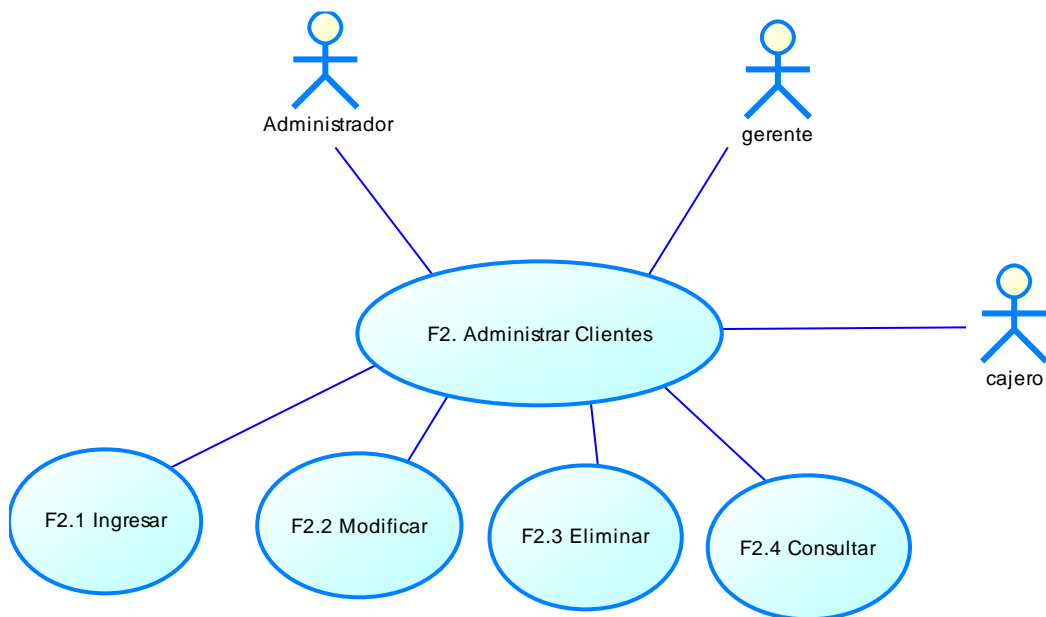 Administrador
gerente
F2. Administrar Clientes
cajero
F2.1 Ingresar
F2.2 Modificar
F2.3 Eliminar
F2.4 Consultar